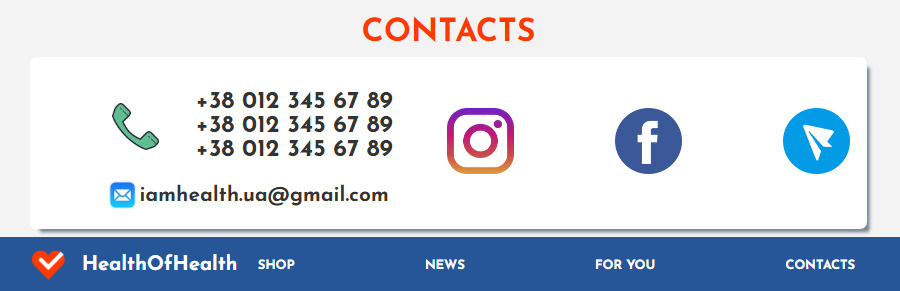 CONTACTS
+38 012 345 67 89
+38 012 345 67 89
+38 012 345 67 89
iamhealth.ua@gmail.com
HealthOfHealth SHOP NEWS FOR YOU CONTACTS